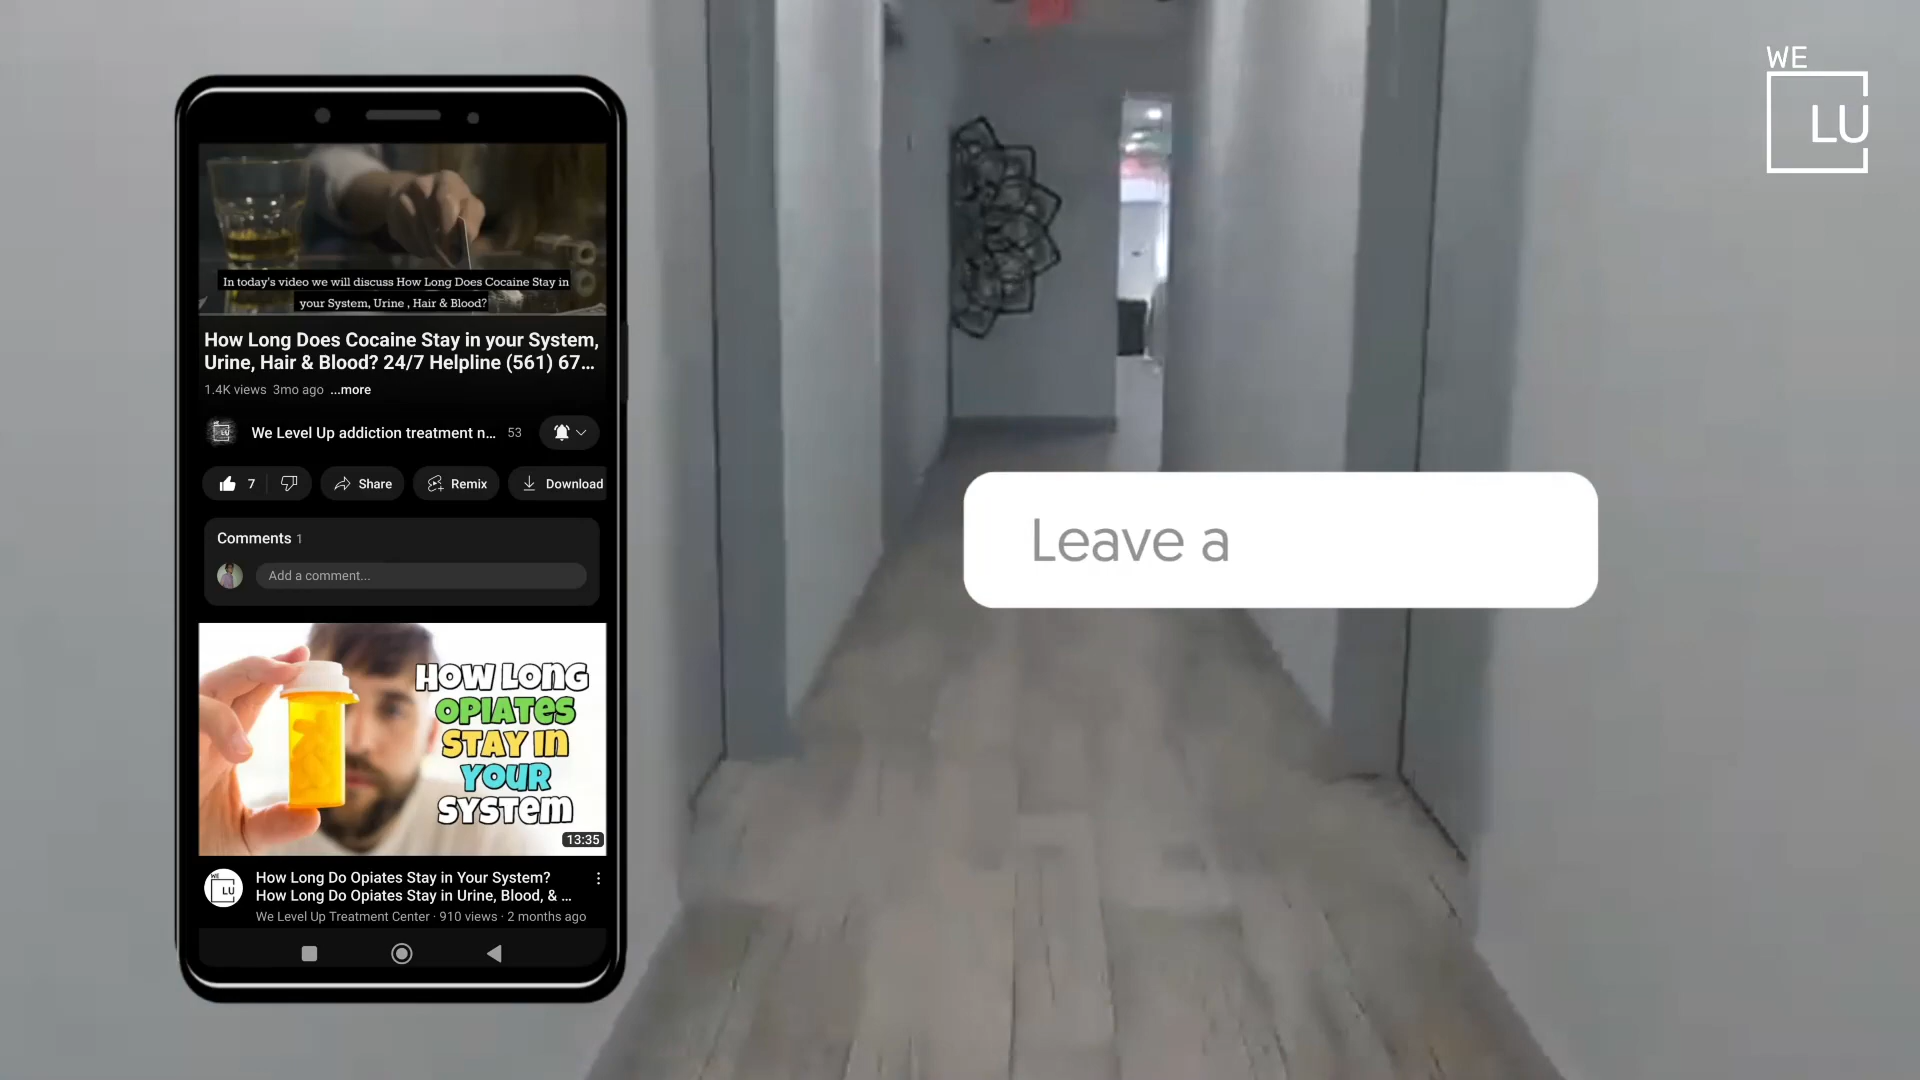 WE
LU
In today's video we will discuss How Long Does Cocaine Stay in
your System, Urine , Hair & Blood?
How Long Does Cocaine Stay in your System,
Urine, Hair & Blood? 24/7 Helpline (561) 67...
1.4K views 3mo ago ...more
We Level Up addiction treatment n... 53
7 Share Remix Download
Comments 1
Add a comment...
Leave a
HOW LONG
OPIATES
STAY IN
YOUR
SYSTEM
13:35
WE
LU
How Long Do Opiates Stay in Your System?
How Long Do Opiates Stay in Urine, Blood, & ...
We Level Up Treatment Center · 910 views · 2 months ago